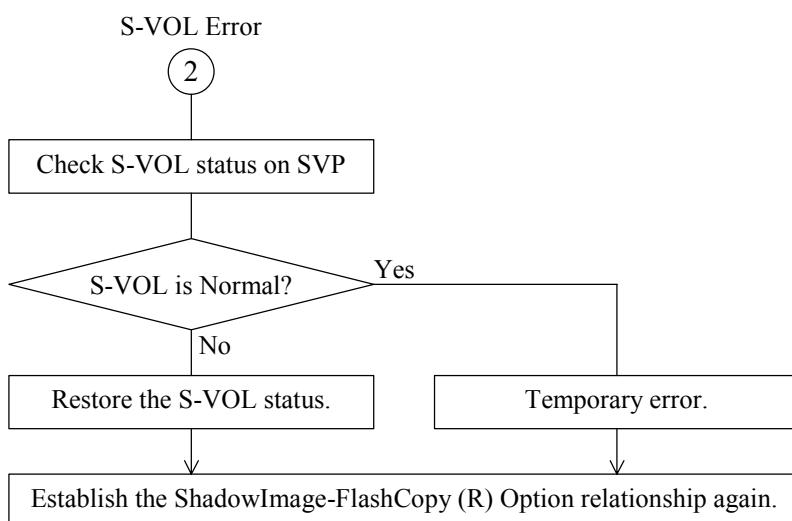 S-VOL Error
2
Check S-VOL status on SVP
S-VOL is Normal?
Yes
No
Restore the S-VOL status.
Temporary error.
Establish the ShadowImage-FlashCopy (R) Option relationship again.